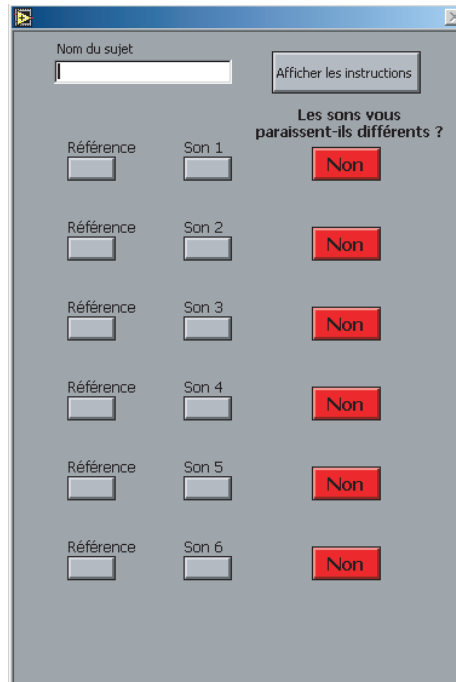 Nom du sujet
Afficher les instructions
Les sons vous
paraissent-ils différents ?
Référence Son 1 Non
Référence Son 2 Non
Référence Son 3 Non
Référence Son 4 Non
Référence Son 5 Non
Référence Son 6 Non